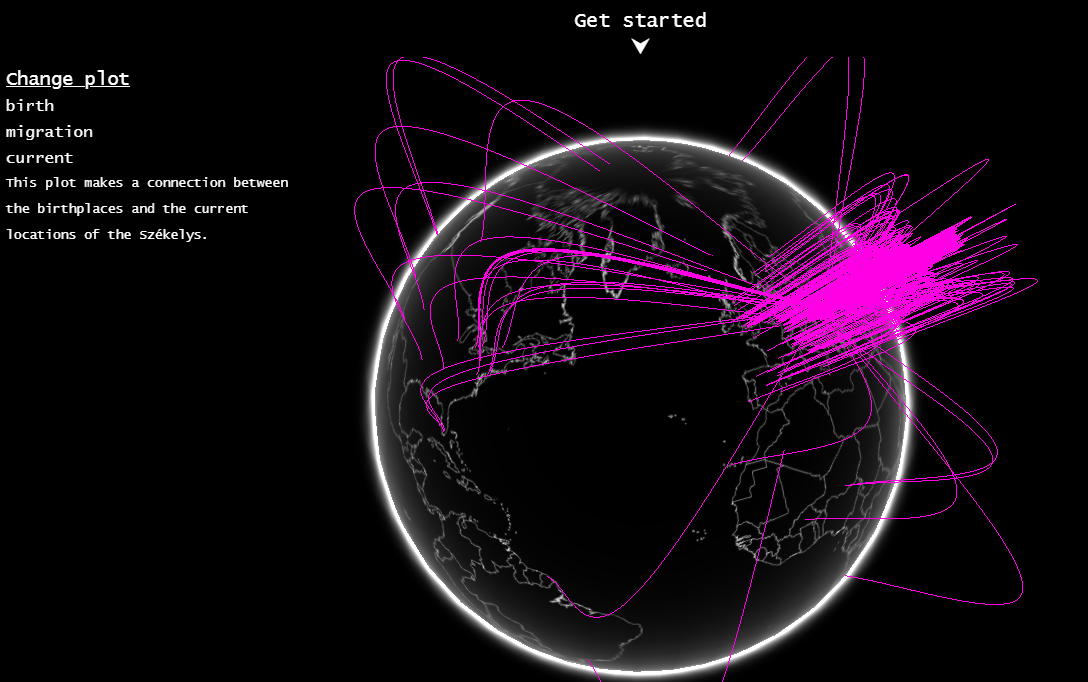 Get started
Change plot
birth
migration
current
This plot makes a connection between
the birthplaces and the current
locations of the Székelys.